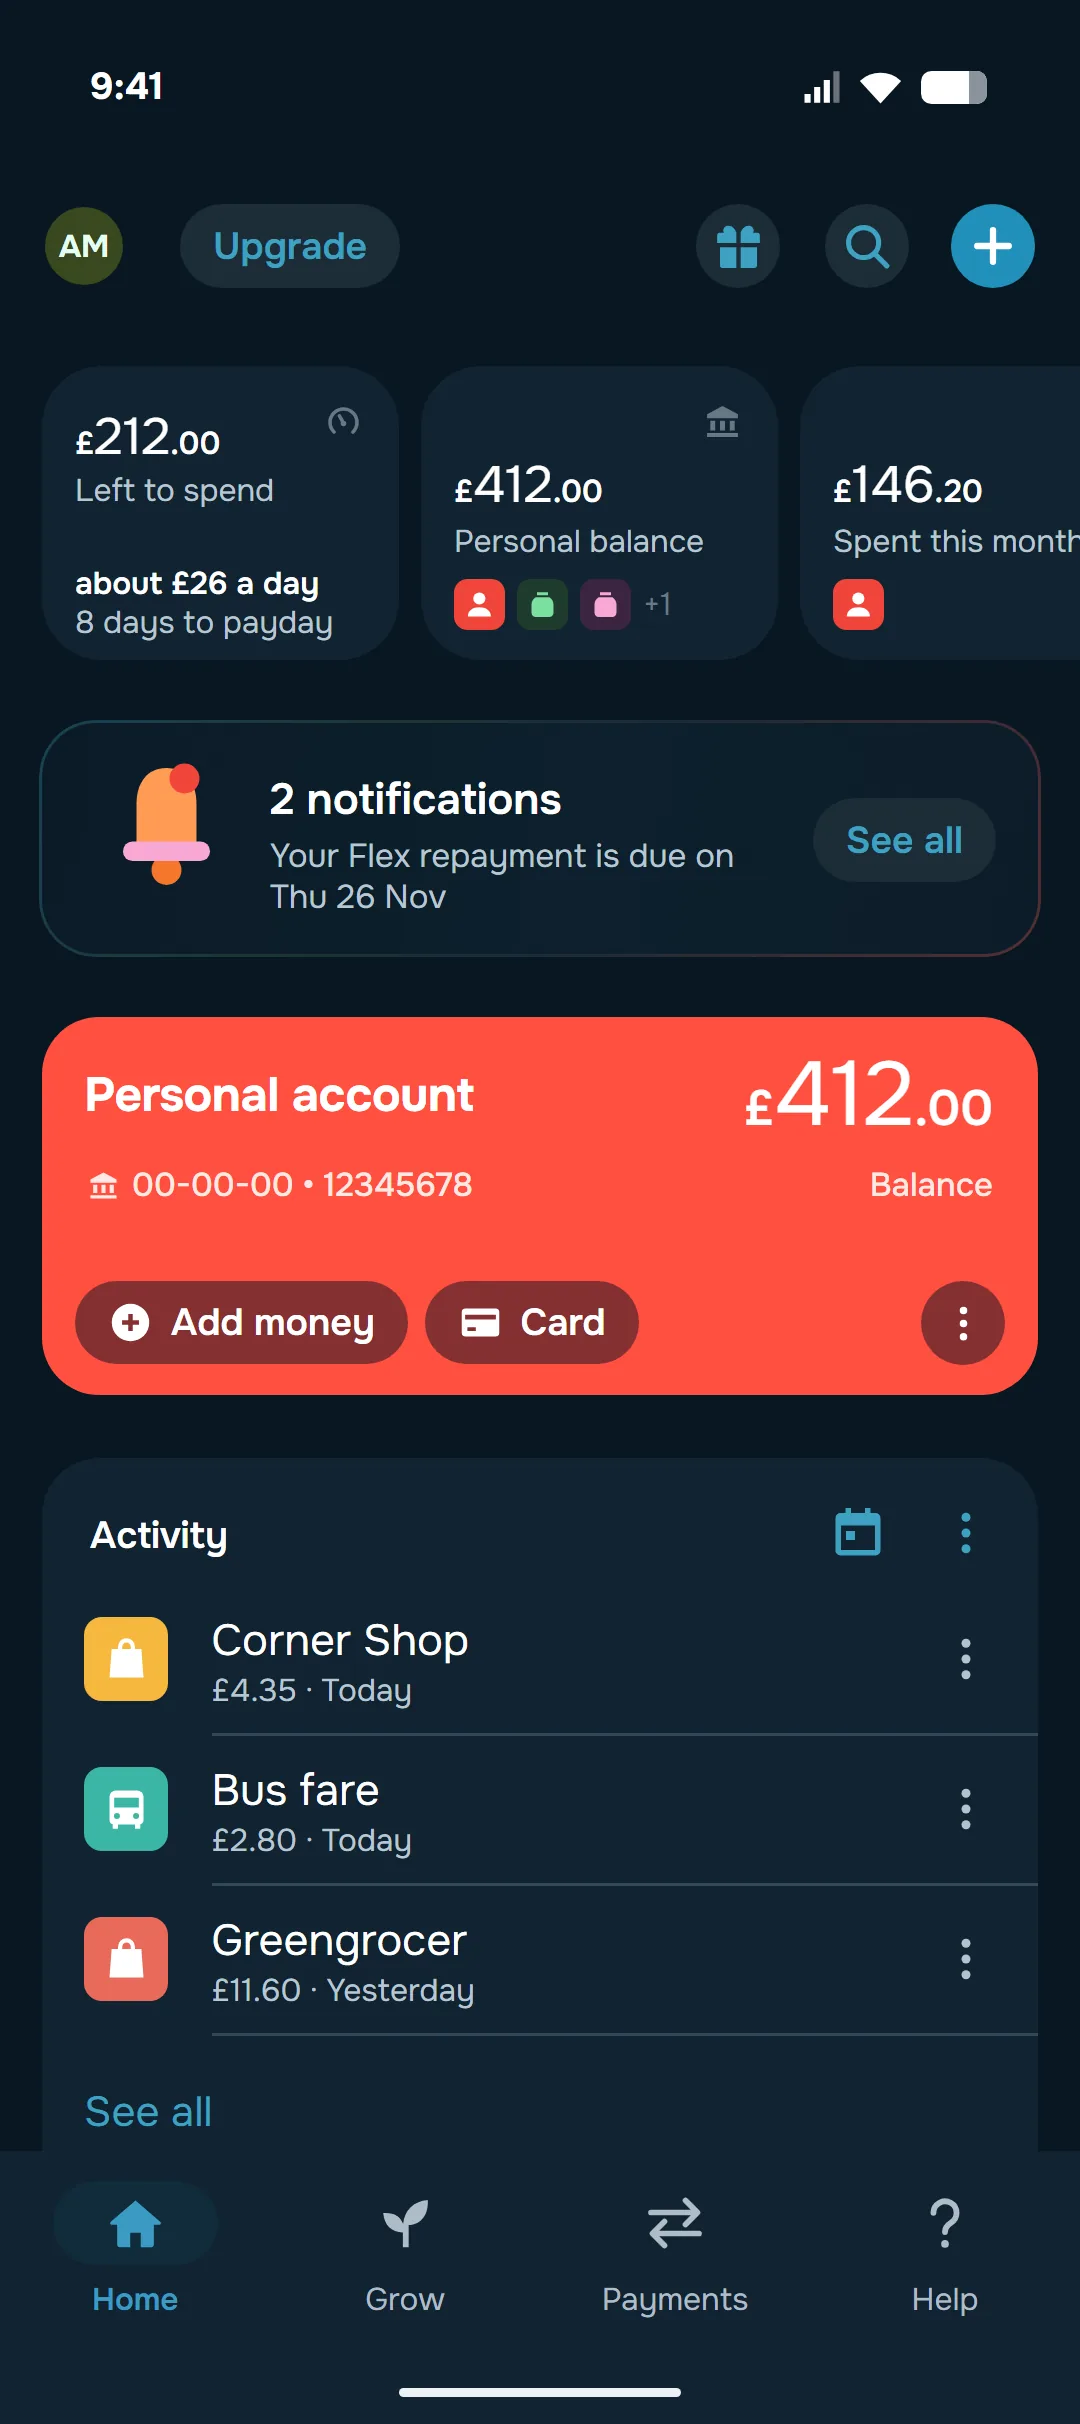 9:41
AM
Upgrade
£212.00
Left to spend
about £26 a day
8 days to payday
£412.00
Personal balance
+1
£146.20
Spent this month
2 notifications
Your Flex repayment is due on
Thu 26 Nov
See all
Personal account
£412.00
00-00-00 • 12345678
Balance
Add money
Card
Activity
Corner Shop
£4.35 · Today
Bus fare
£2.80 · Today
Greengrocer
£11.60 · Yesterday
See all
Home
Grow
Payments
Help